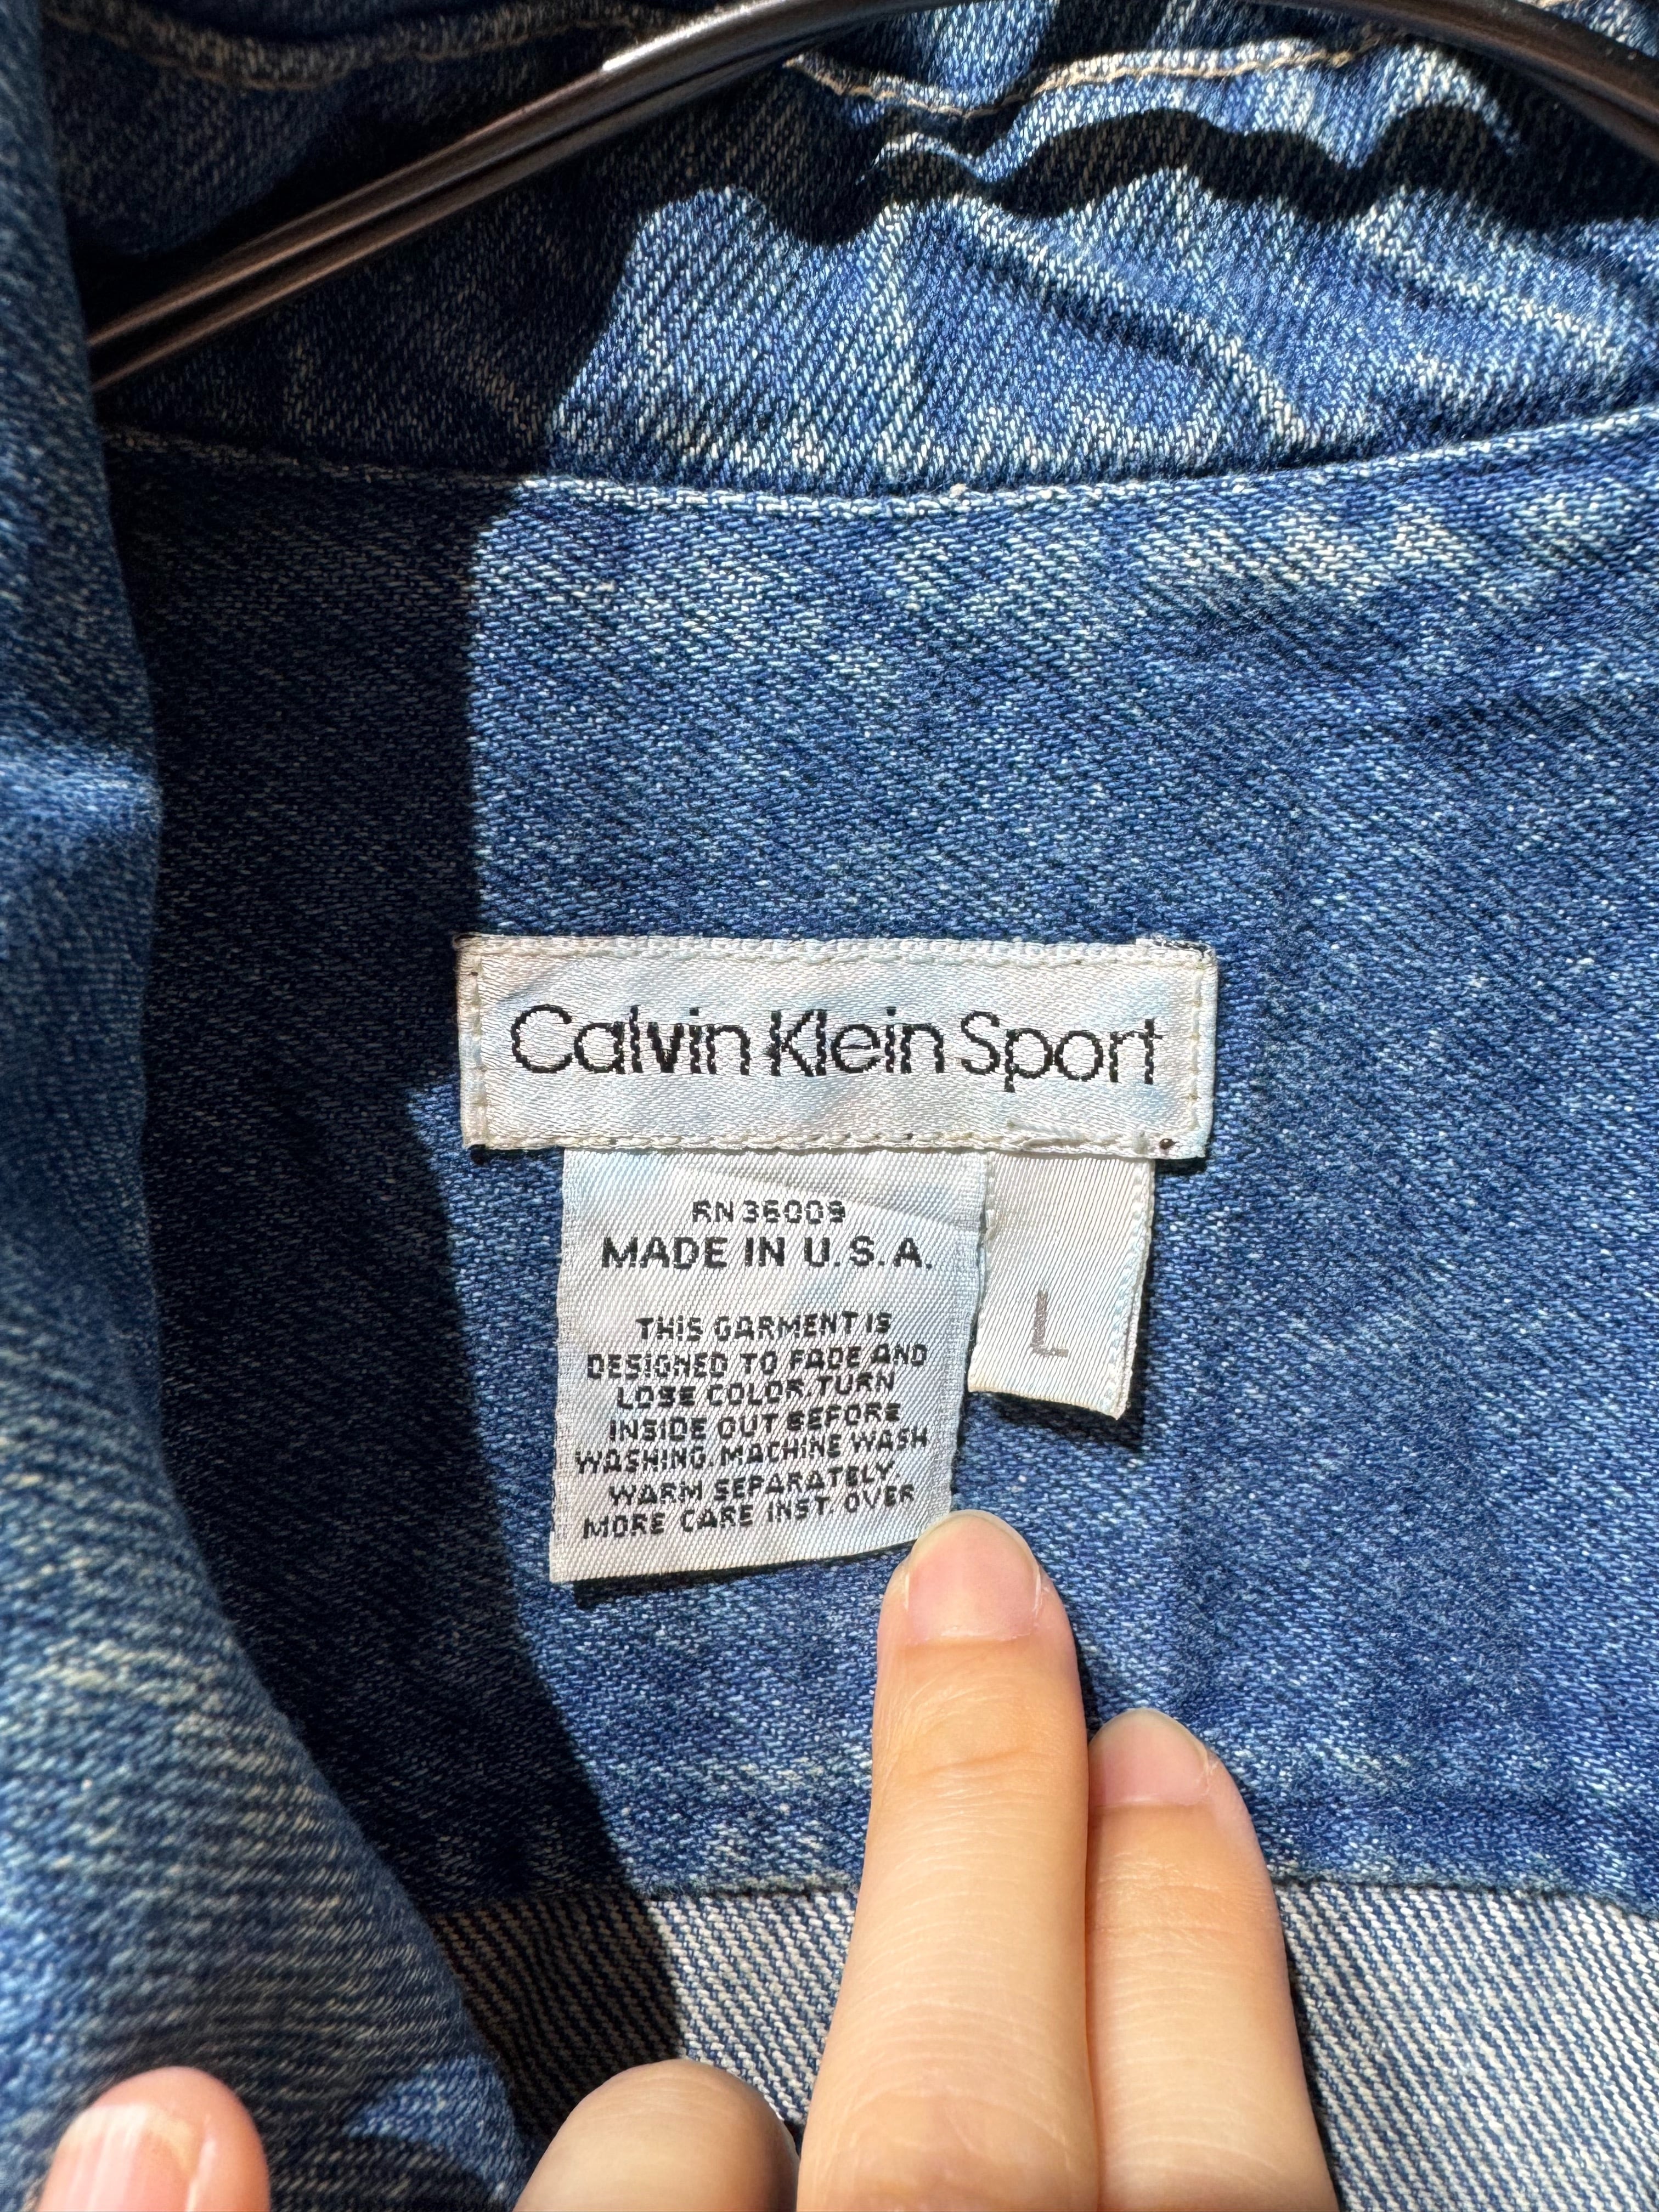 Calvin Klein Sport
RN 36009
MADE IN U.S.A.
L
THIS GARMENT IS
DESIGNED TO FADE AND
LOSE COLOR.TURN
INSIDE OUT BEFORE
WASHING.MACHINE WASH
WARM SEPARATELY.
MORE CARE INST. OVER